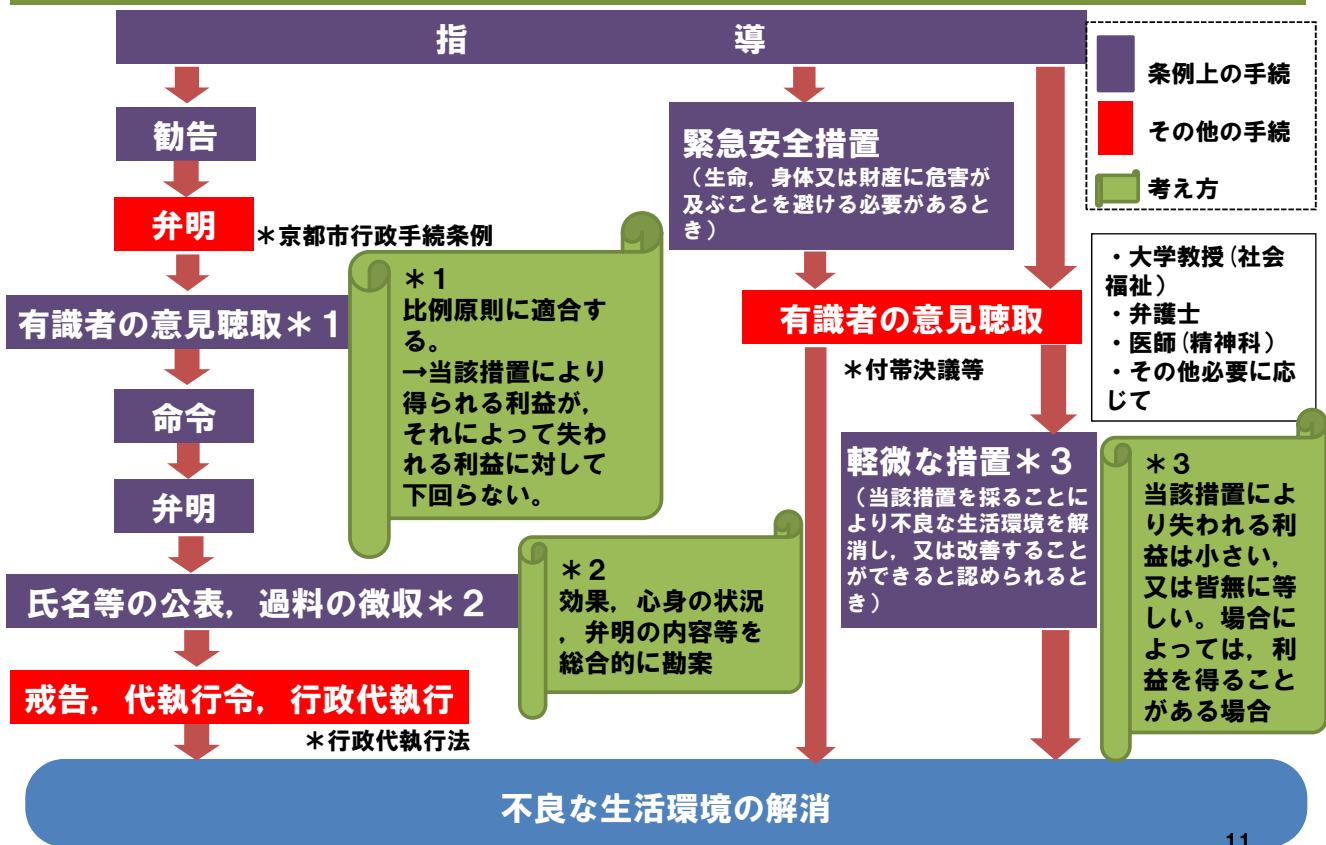 指　導
条例上の手続
その他の手続
考え方
勧告
弁明
＊京都市行政手続条例
有識者の意見聴取＊１
命令
弁明
氏名等の公表，過料の徴収＊２
戒告，代執行令，行政代執行
＊行政代執行法
＊１
比例原則に適合す
る。
→当該措置により
得られる利益が，
それによって失わ
れる利益に対して
下回らない。
＊２
効果，心身の状況
，弁明の内容等を
総合的に勘案
緊急安全措置
（生命，身体又は財産に危害が
及ぶことを避ける必要があると
き）
有識者の意見聴取
＊付帯決議等
・大学教授（社会
福祉）
・弁護士
・医師（精神科）
・その他必要に応
じて
軽微な措置＊３
（当該措置を採ることに
より不良な生活環境を解
消し，又は改善すること
ができると認められると
き）
＊３
当該措置によ
り失われる利
益は小さい，
又は皆無に等
しい。場合に
よっては，利
益を得ること
がある場合
不良な生活環境の解消
11